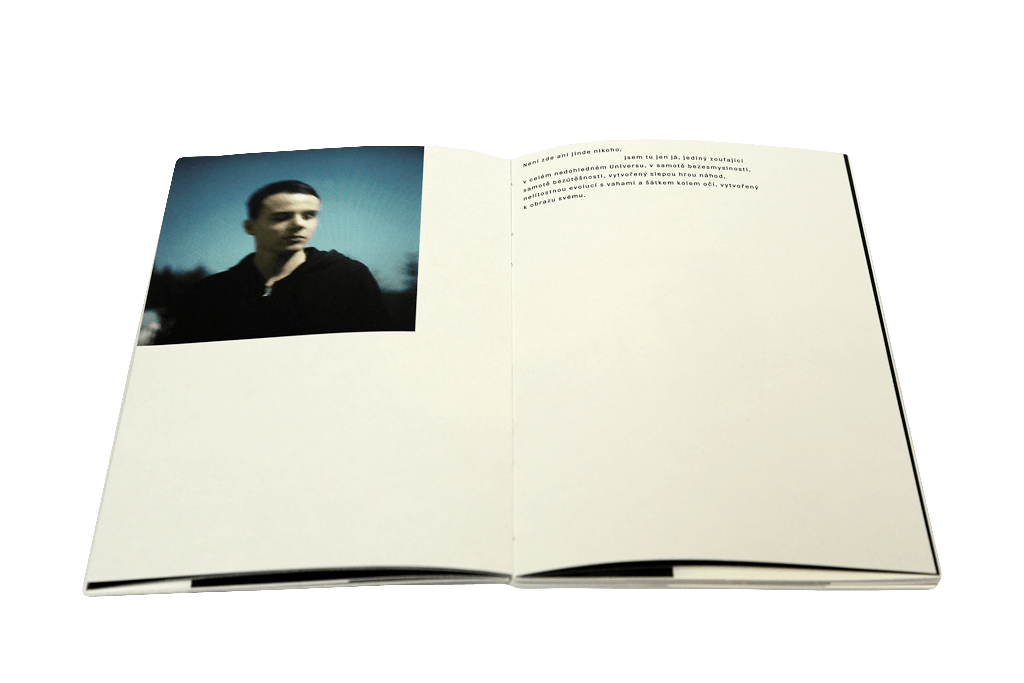 Není zde ani jinde nikoho,
jsem tu jen já, jediný zoufající
v celém nedohledném Universu, v samotě bezesmyslnosti,
samotě bezútěšnosti, vytvořený slepou hrou náhod,
nelítostnou evolucí s vahami a šátkem kolem očí, vytvořený
k obrazu svému.